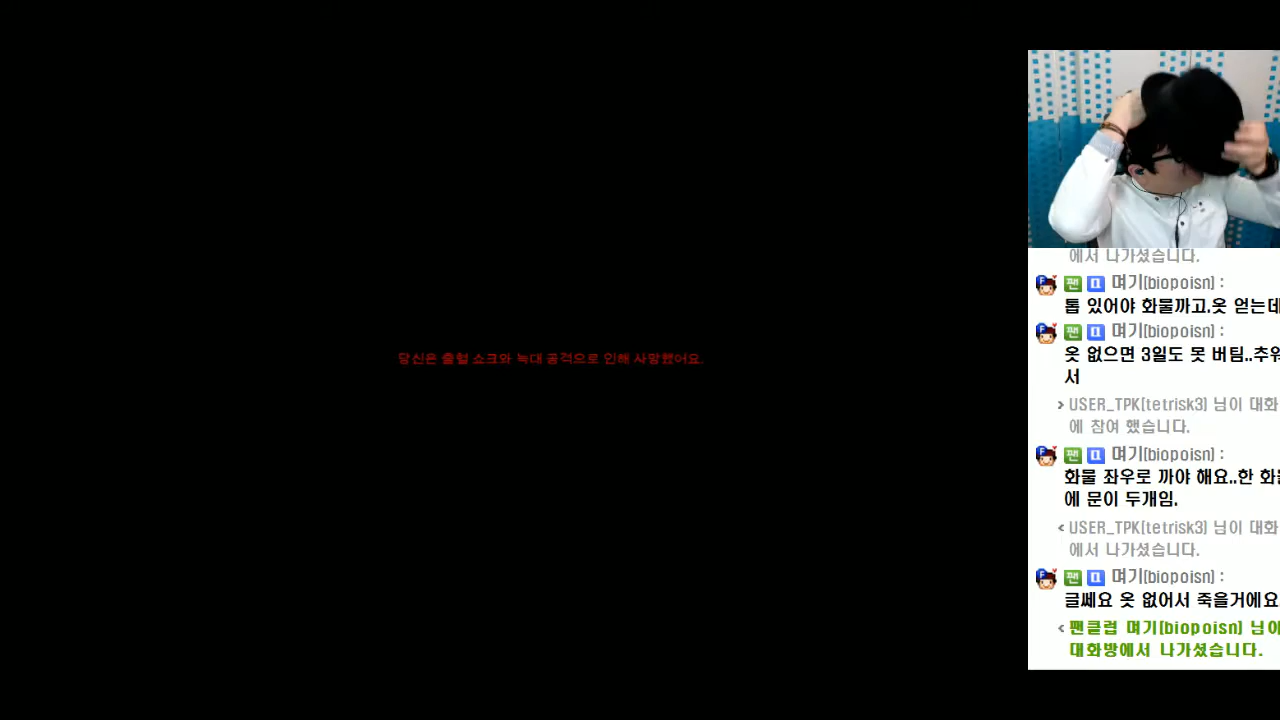 당신은 출혈 쇼크와 늑대 공격으로 인해 사망했어요.
에서 나가셨습니다.
팬 며기[biopoisn] :
톱 있어야 화물까고.옷 얻는데
팬 며기[biopoisn] :
옷 없으면 3일도 못 버팀..추워
서
> USER_TPK[tetrisk3] 님이 대화
에 참여 했습니다.
팬 며기[biopoisn] :
화물 좌우로 까야 해요..한 화물
에 문이 두개임.
< USER_TPK[tetrisk3] 님이 대화
에서 나가셨습니다.
팬 며기[biopoisn] :
글쎄요 옷 없어서 죽을거에요
< 팬클럽 며기[biopoisn] 님이
대화방에서 나가셨습니다.